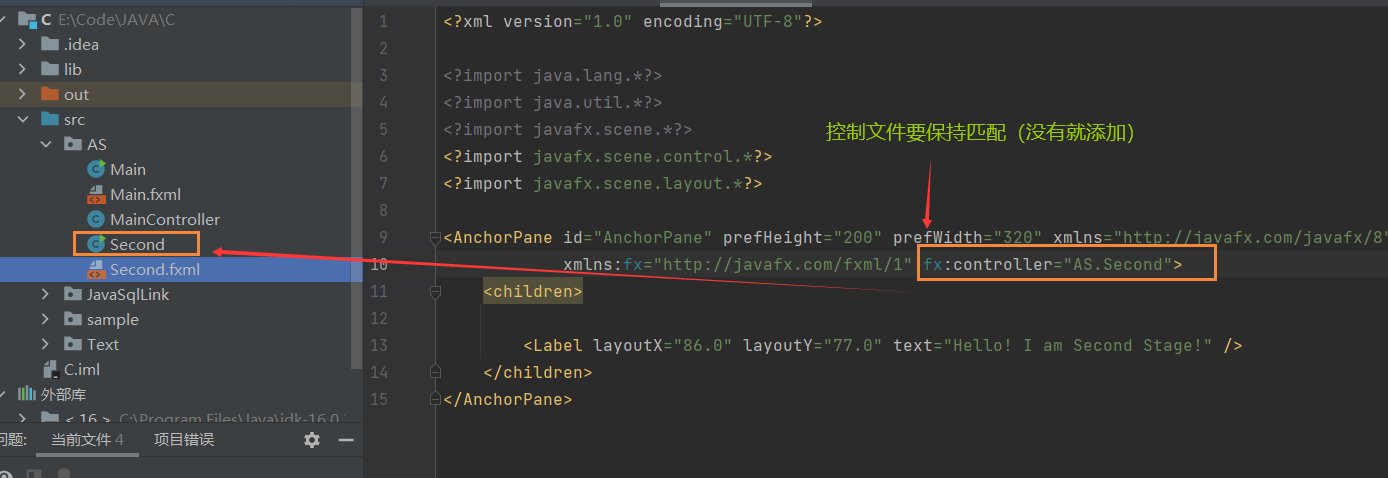 C E:\Code\JAVA\C
.idea
lib
out
src
AS
Main
Main.fxml
MainController
Second
Second.fxml
JavaSqlLink
sample
Text
C.iml
外部库
< 16 > C:\Program Files\Java\jdk-16.0.
问题: 当前文件 4 项目错误
1 <?xml version="1.0" encoding="UTF-8"?>
2
3 <?import java.lang.*?>
4 <?import java.util.*?>
5 <?import javafx.scene.*?>
6 <?import javafx.scene.control.*?>
7 <?import javafx.scene.layout.*?>
8
控制文件要保持匹配（没有就添加）
9 <AnchorPane id="AnchorPane" prefHeight="200" prefWidth="320" xmlns="http://javafx.com/javafx/8"
10 xmlns:fx="http://javafx.com/fxml/1" fx:controller="AS.Second">
11 <children>
12
13 <Label layoutX="86.0" layoutY="77.0" text="Hello! I am Second Stage!" />
14 </children>
15 </AnchorPane>